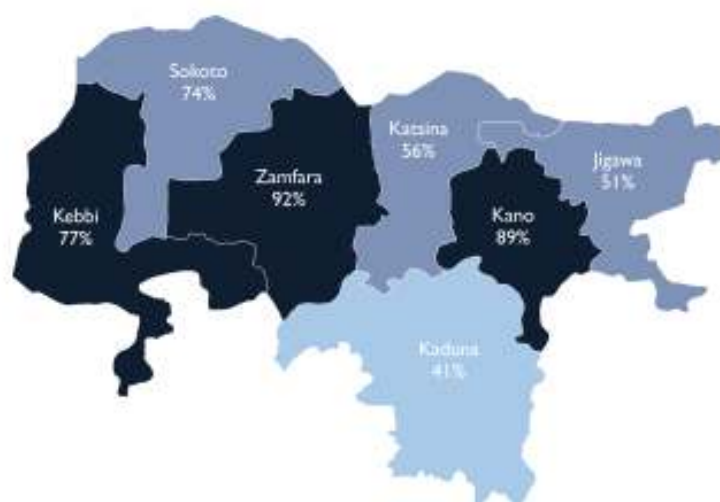 Sokoto
74%
Katsina
56%
Jigawa
51%
Zamfara
92%
Kebbi
77%
Kano
89%
Kaduna
41%